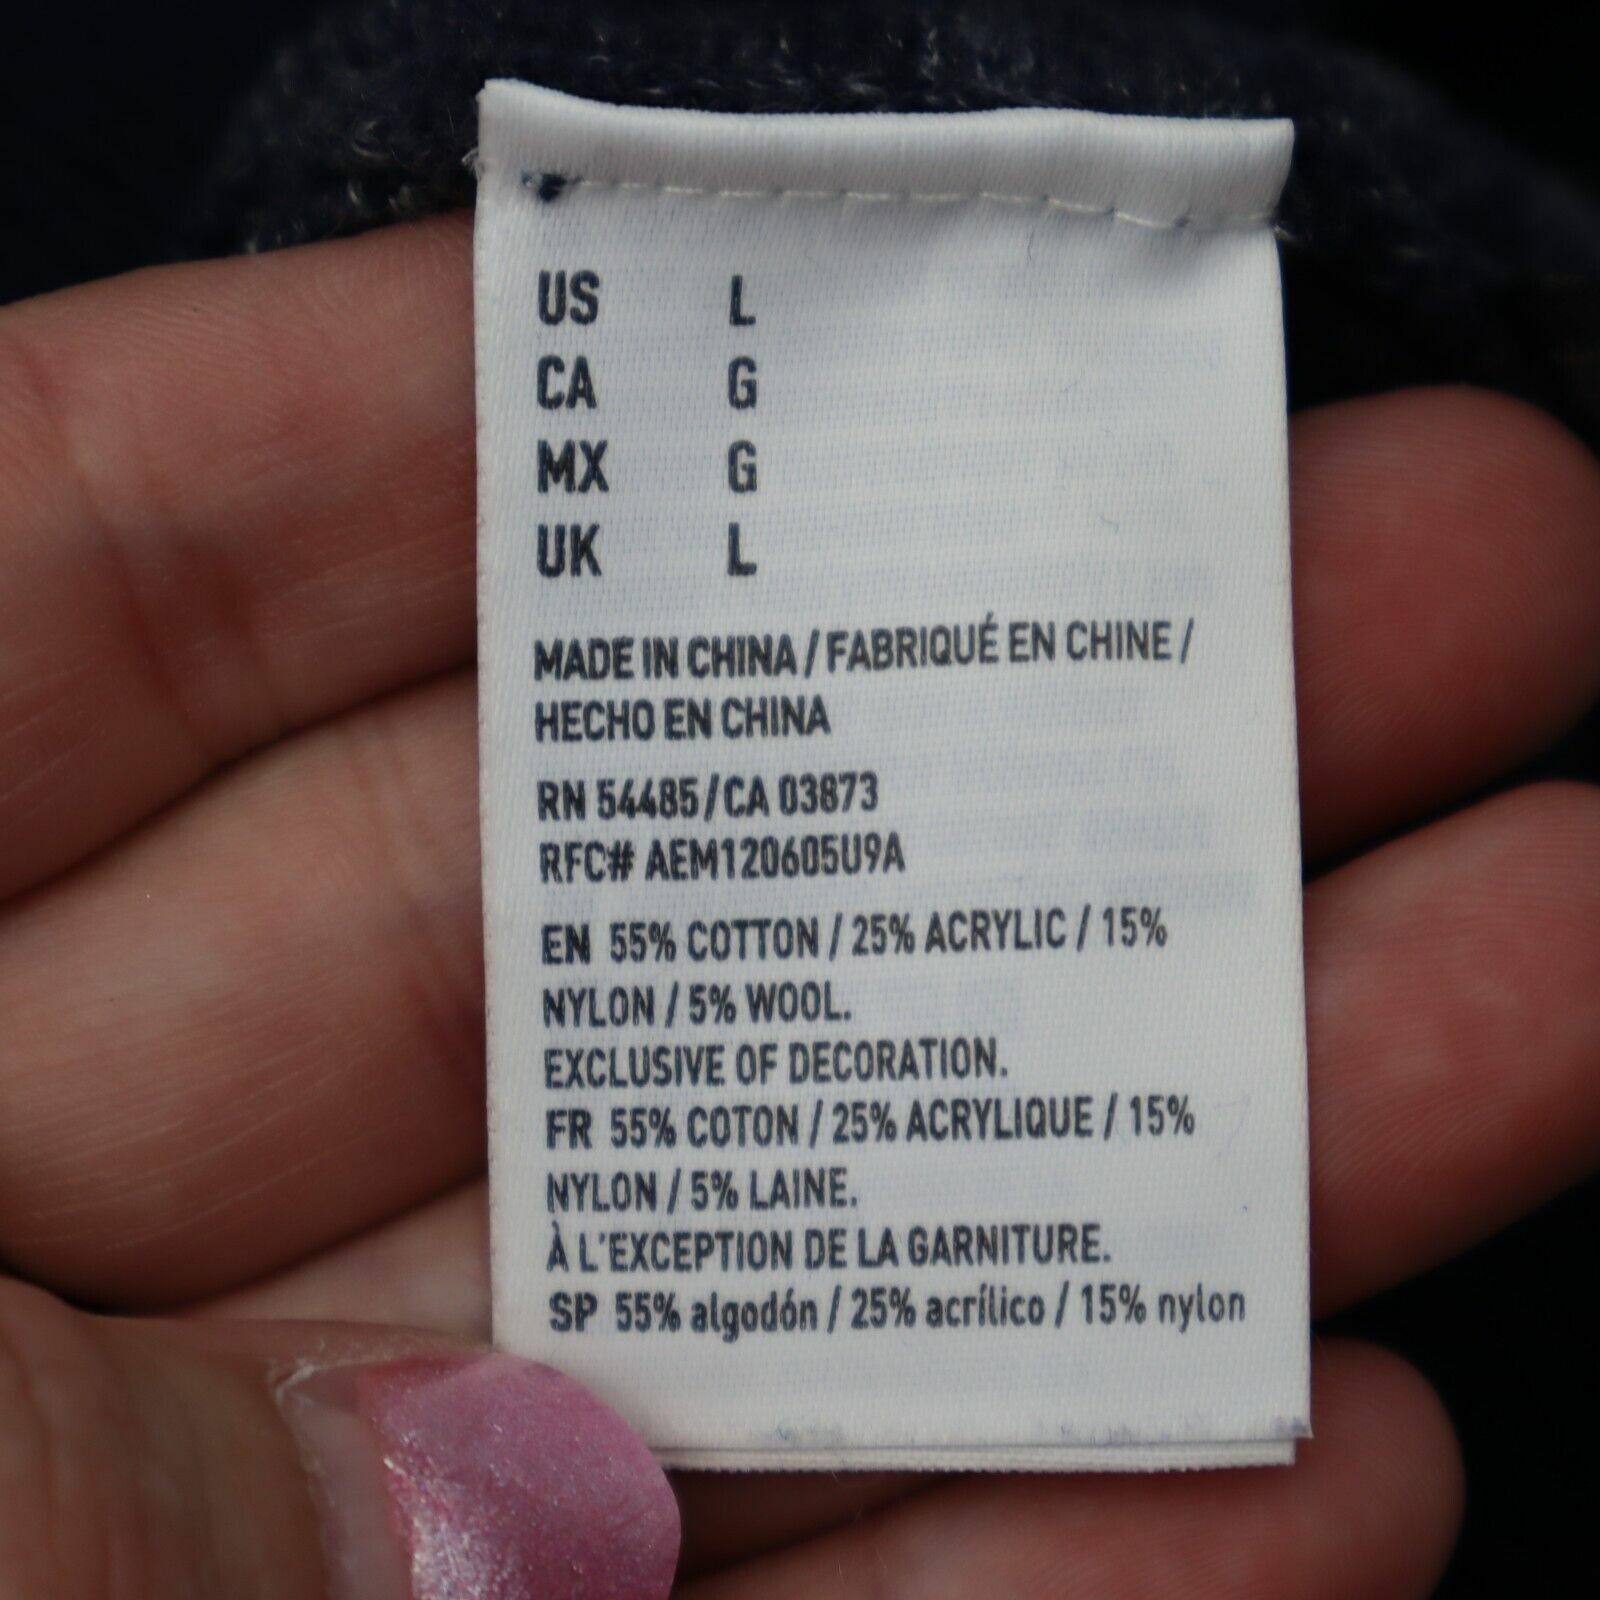 US L
CA G
MX G
UK L
MADE IN CHINA / FABRIQUÉ EN CHINE /
HECHO EN CHINA
RN 54485/CA 03873
RFC# AEM120605U9A
EN 55% COTTON / 25% ACRYLIC / 15%
NYLON / 5% WOOL.
EXCLUSIVE OF DECORATION.
FR 55% COTON / 25% ACRYLIQUE / 15%
NYLON / 5% LAINE.
À L'EXCEPTION DE LA GARNITURE.
SP 55% algodón / 25% acrílico / 15% nylon